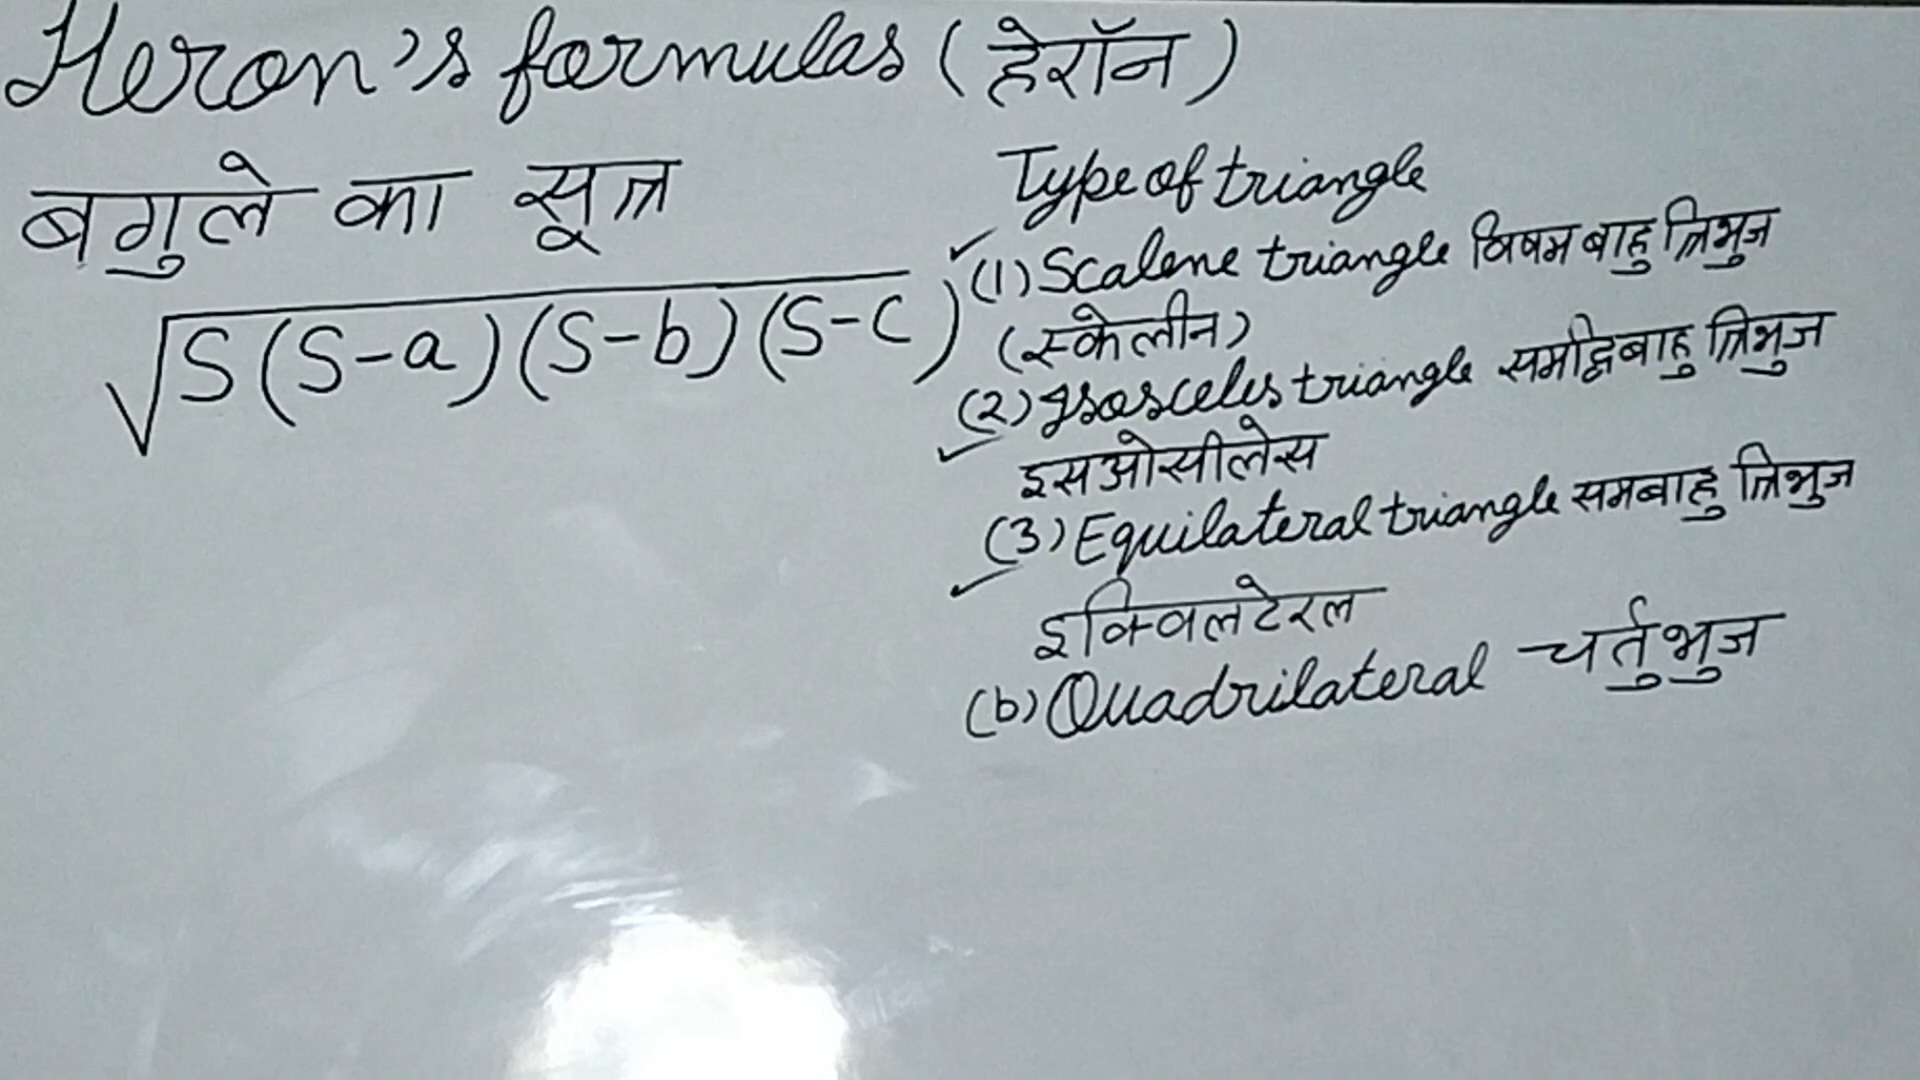 Heron's formulas (हेरॉन)
बगुले का सूत्र
√S(S-a)(S-b)(S-c)
Type of triangle
(1) Scalene triangle विषम बाहु त्रिभुज
(स्केलीन)
(2) Isosceles triangle समद्विबाहु त्रिभुज
इसओसीलेस
(3) Equilateral triangle समबाहु त्रिभुज
इक्विलटेरल
(b) Quadrilateral चर्तुभुज